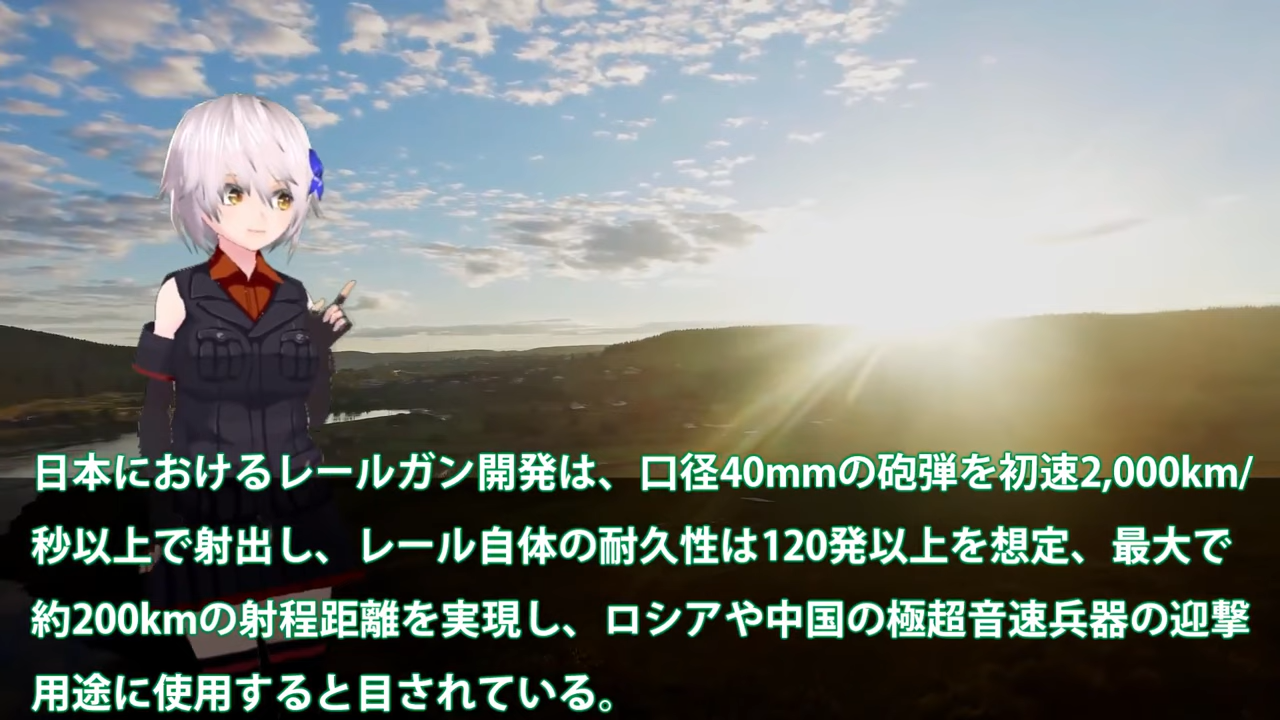 日本におけるレールガン開発は、口径40mmの砲弾を初速2,000km/
秒以上で射出し、レール自体の耐久性は120発以上を想定、最大で
約200kmの射程距離を実現し、ロシアや中国の極超音速兵器の迎撃
用途に使用すると目されている。